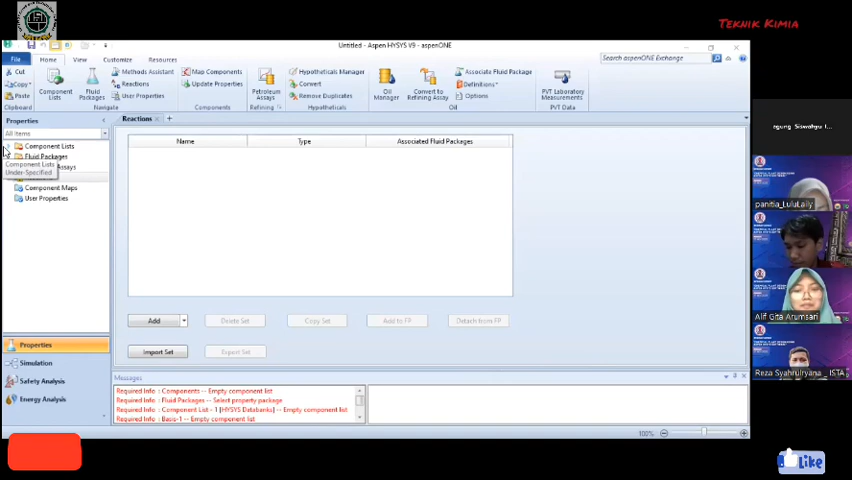 TEKNIK KIMIA
Untitled - Aspen HYSYS V9 - aspenONE
File
Home
View
Customize
Resources
Search aspenONE Exchange
Cut
Copy
Paste
Clipboard
Component Lists
Fluid Packages
Methods Assistant
Reactions
User Properties
Navigate
Map Components
Update Properties
Components
Petroleum Assays
Refining
Hypotheticals Manager
Convert
Remove Duplicates
Hypotheticals
Oil Manager
Convert to Refining Assay
Associate Fluid Package
Definitions
Options
Oil
PVT Laboratory Measurements
PVT Data
Properties
All Items
Component Lists
Fluid Packages
Assays
Component Lists
Under-Specified
Component Maps
User Properties
Properties
Simulation
Safety Analysis
Energy Analysis
Reactions
Name
Type
Associated Fluid Packages
Add
Delete Set
Copy Set
Add to FP
Detach from FP
Import Set
Export Set
Messages
Required Info : Components -- Empty component list
Required Info : Fluid Packages -- Select property package
Required Info : Component List - 1 [HYSYS Databanks] -- Empty component list
Required Info : Basis-1 -- Empty component list
100%
panitia_LuluLaily
Alif Gita Arumsari
Reza Syahrulryana _ ISTA
Like